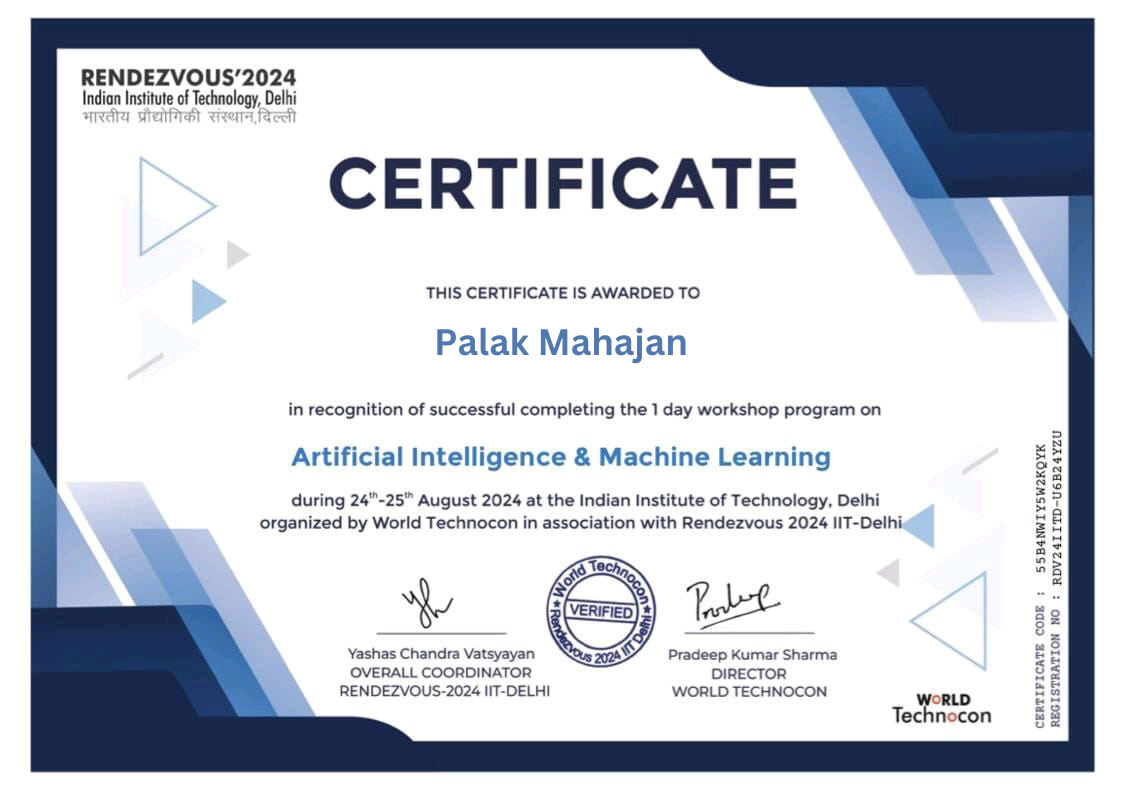 RENDEZVOUS'2024
Indian Institute of Technology, Delhi
भारतीय प्रौद्योगिकी संस्थान,दिल्ली
CERTIFICATE
THIS CERTIFICATE IS AWARDED TO
Palak Mahajan
in recognition of successful completing the 1 day workshop program on
Artificial Intelligence & Machine Learning
during 24th-25th August 2024 at the Indian Institute of Technology, Delhi
organized by World Technocon in association with Rendezvous 2024 IIT-Delhi
World Technocon
VERIFIED
Rendezvous 2024 IIT Delhi
Pradeep
Yashas Chandra Vatsyayan
OVERALL COORDINATOR
RENDEZVOUS-2024 IIT-DELHI
Pradeep Kumar Sharma
DIRECTOR
WORLD TECHNOCON
WORLD
Technocon
CERTIFICATE CODE : 55B4NWIY5W2KQYK
REGISTRATION NO : RDV24IITD-U6B24YZU